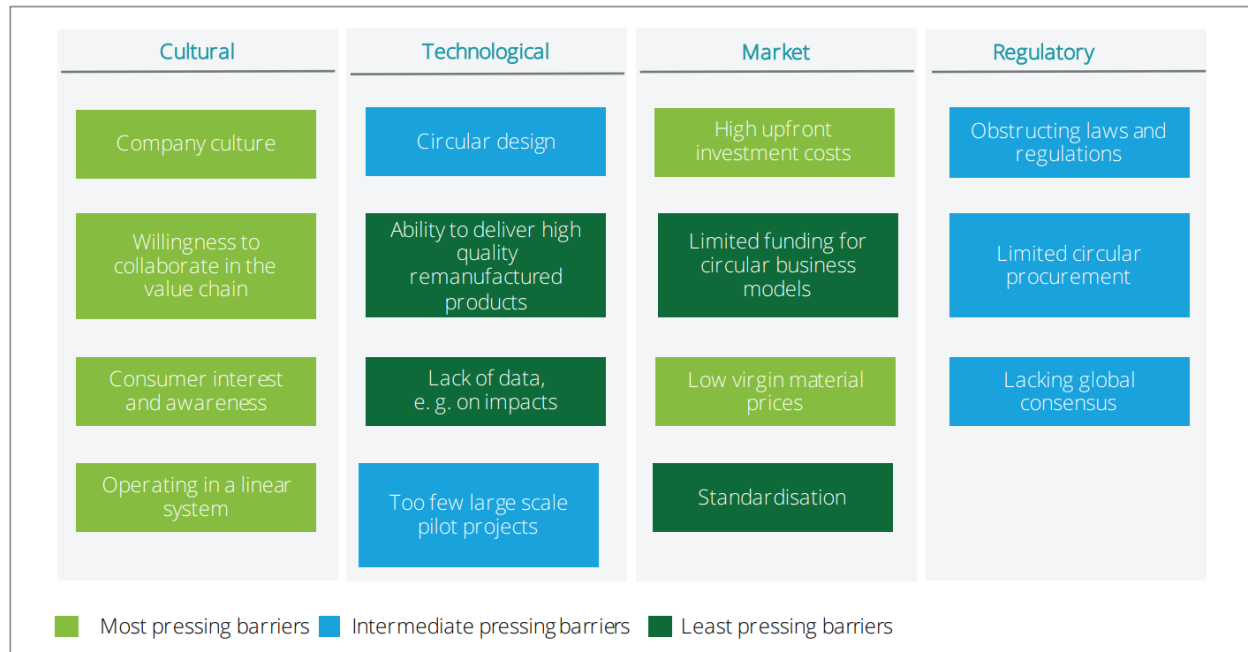 Cultural
Company culture
Willingness to
collaborate in the
value chain
Consumer interest
and awareness
Operating in a linear
system
Technological
Circular design
Ability to deliver high
quality
remanufactured
products
Lack of data,
e. g. on impacts
Too few large scale
pilot projects
Market
High upfront
investment costs
Limited funding for
circular business
models
Low virgin material
prices
Standardisation
Regulatory
Obstructing laws and
regulations
Limited circular
procurement
Lacking global
consensus
Most pressing barriers
Intermediate pressing barriers
Least pressing barriers